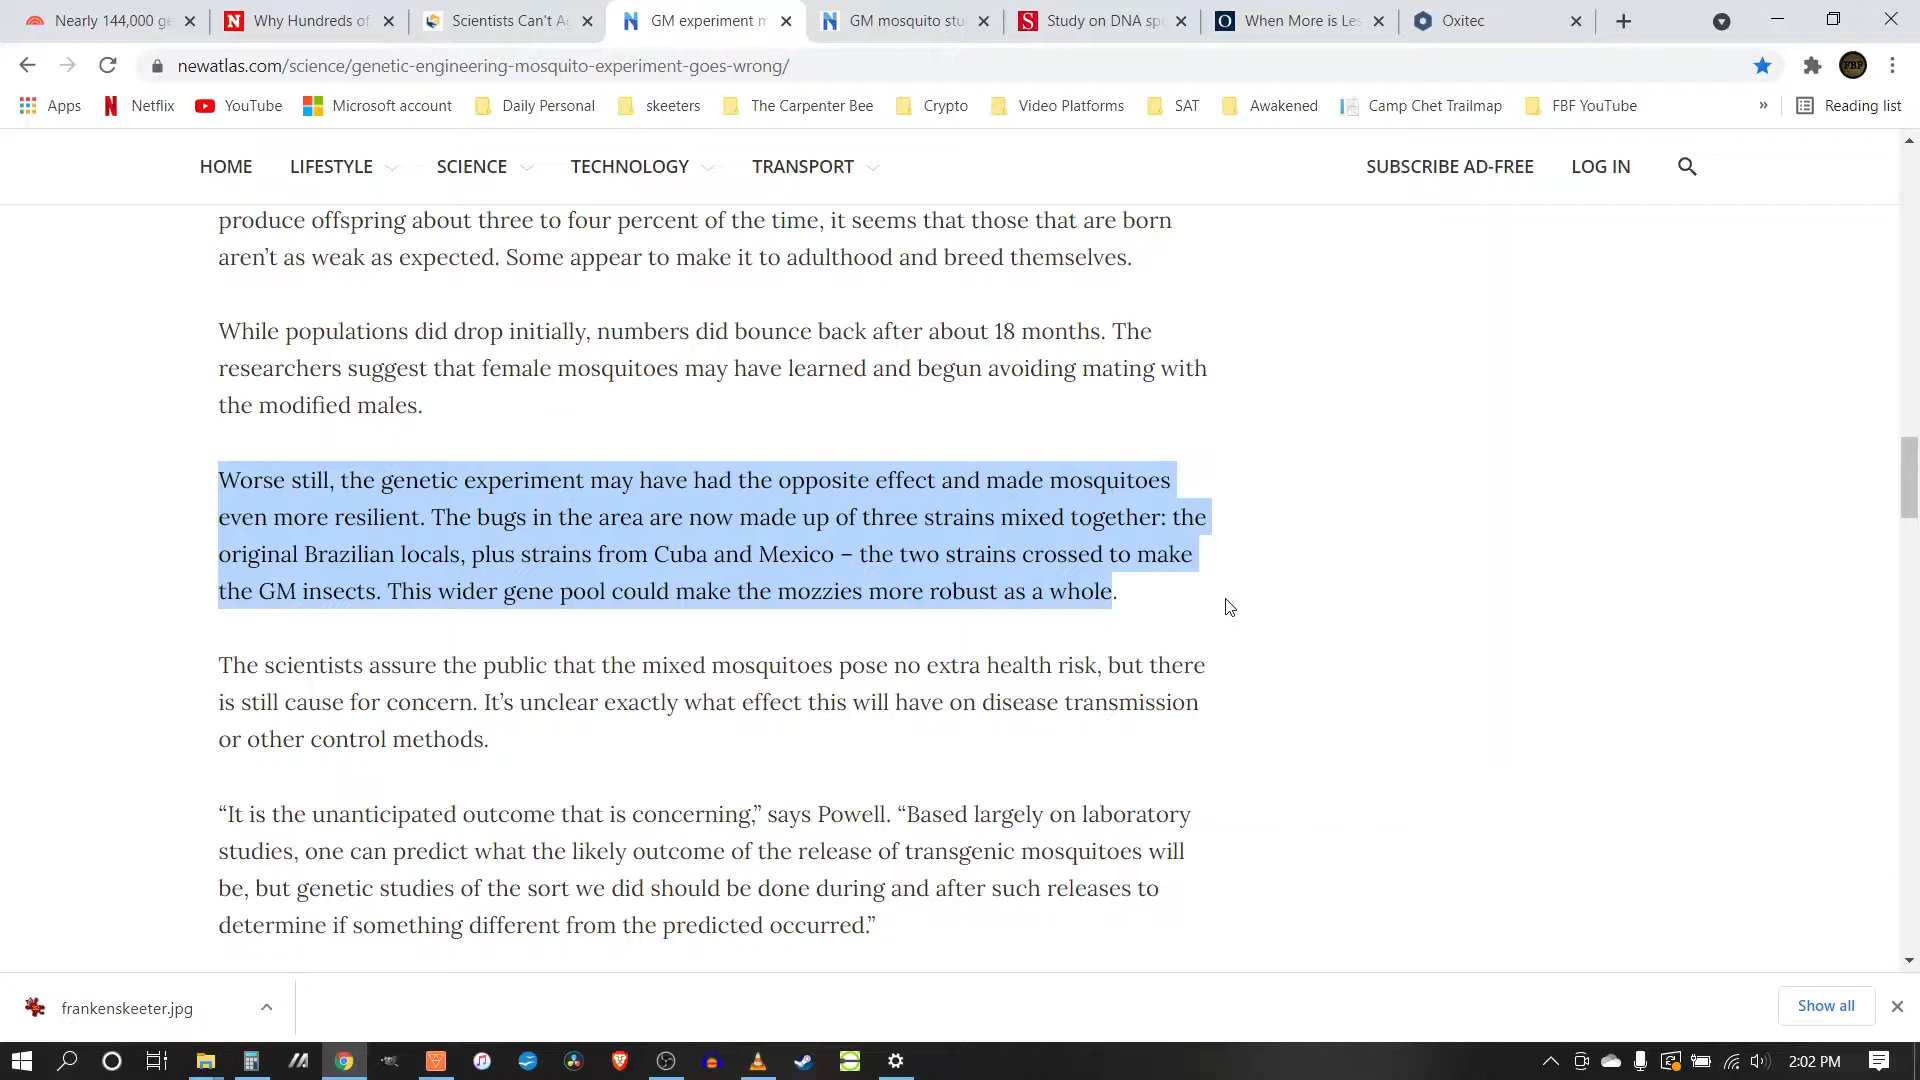 Nearly 144,000 ge
Why Hundreds of
Scientists Can't A
GM experiment m
GM mosquito stu
Study on DNA sp
When More is Les
Oxitec
newatlas.com/science/genetic-engineering-mosquito-experiment-goes-wrong/
Apps Netflix YouTube Microsoft account Daily Personal skeeters The Carpenter Bee Crypto Video Platforms SAT Awakened Camp Chet Trailmap FBF YouTube » Reading list
HOME LIFESTYLE SCIENCE TECHNOLOGY TRANSPORT SUBSCRIBE AD-FREE LOG IN
produce offspring about three to four percent of the time, it seems that those that are born
aren’t as weak as expected. Some appear to make it to adulthood and breed themselves.
While populations did drop initially, numbers did bounce back after about 18 months. The
researchers suggest that female mosquitoes may have learned and begun avoiding mating with
the modified males.
Worse still, the genetic experiment may have had the opposite effect and made mosquitoes
even more resilient. The bugs in the area are now made up of three strains mixed together: the
original Brazilian locals, plus strains from Cuba and Mexico – the two strains crossed to make
the GM insects. This wider gene pool could make the mozzies more robust as a whole.
The scientists assure the public that the mixed mosquitoes pose no extra health risk, but there
is still cause for concern. It’s unclear exactly what effect this will have on disease transmission
or other control methods.
“It is the unanticipated outcome that is concerning,” says Powell. “Based largely on laboratory
studies, one can predict what the likely outcome of the release of transgenic mosquitoes will
be, but genetic studies of the sort we did should be done during and after such releases to
determine if something different from the predicted occurred.”
frankenskeeter.jpg
Show all
2:02 PM